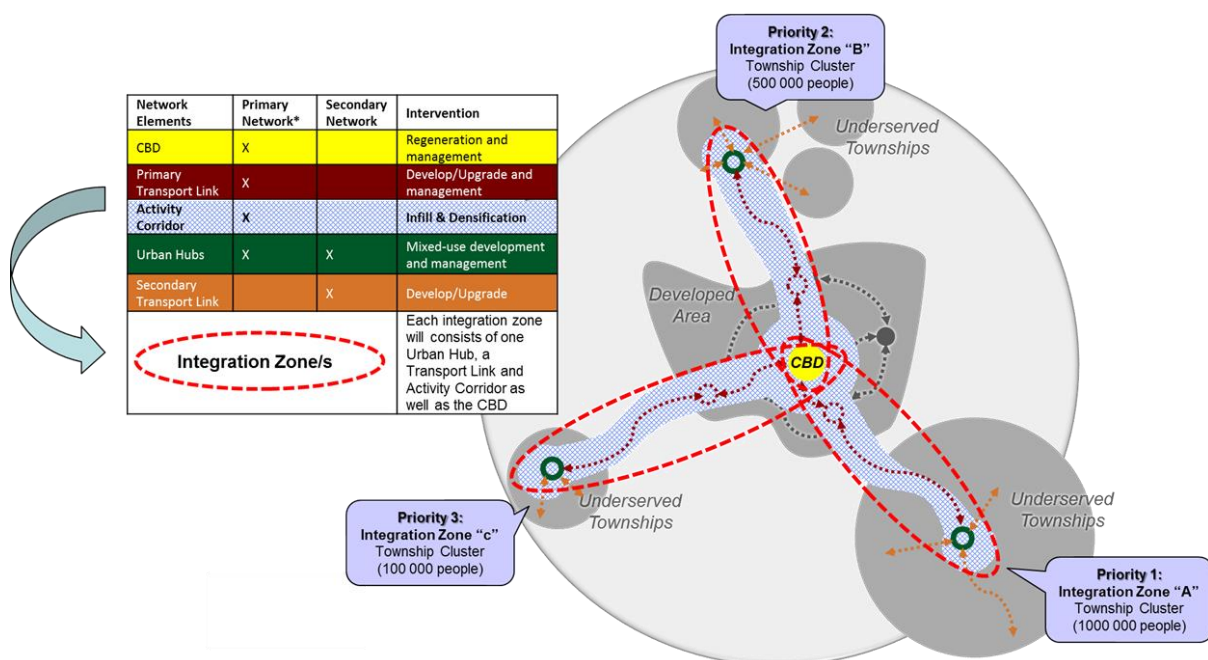 Priority 2:
Integration Zone “B”
Township Cluster
(500 000 people)
Network Elements
Primary Network*
Secondary Network
Intervention
CBD
X
Regeneration and management
Primary Transport Link
X
Develop/Upgrade and management
Activity Corridor
X
Infill & Densification
Urban Hubs
X
X
Mixed-use development and management
Secondary Transport Link
X
Develop/Upgrade
Integration Zone/s
Each integration zone
will consists of one
Urban Hub, a
Transport Link and
Activity Corridor as
well as the CBD
Underserved
Townships
Developed
Area
CBD
Underserved
Townships
Underserved
Townships
Priority 3:
Integration Zone “c”
Township Cluster
(100 000 people)
Priority 1:
Integration Zone “A”
Township Cluster
(1000 000 people)